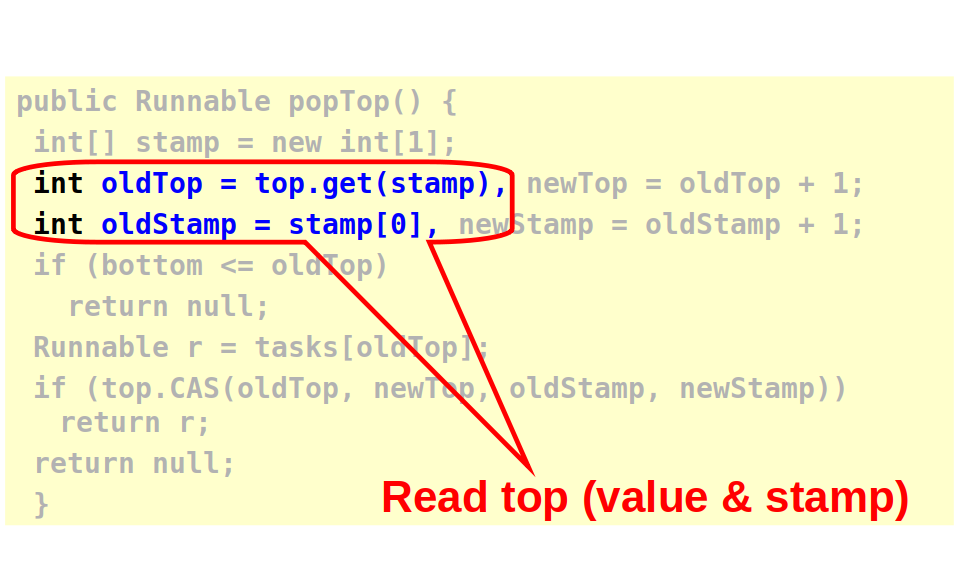 public Runnable popTop() {
int[] stamp = new int[1];
int oldTop = top.get(stamp), newTop = oldTop + 1;
int oldStamp = stamp[0], newStamp = oldStamp + 1;
if (bottom <= oldTop)
return null;
Runnable r = tasks[oldTop];
if (top.CAS(oldTop, newTop, oldStamp, newStamp))
return r;
return null;
}
Read top (value & stamp)